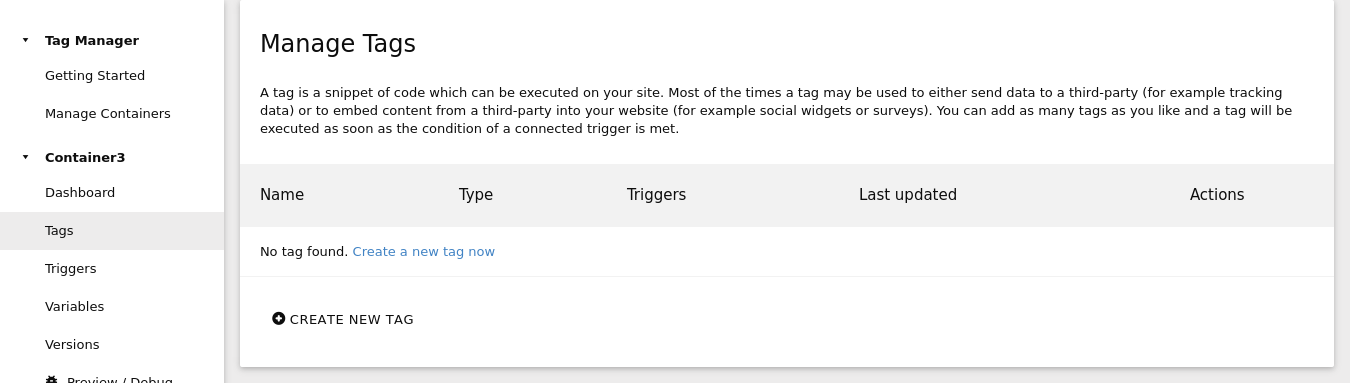 Tag Manager
Getting Started
Manage Containers
Container3
Dashboard
Tags
Triggers
Variables
Versions
Preview / Debug
Manage Tags
A tag is a snippet of code which can be executed on your site. Most of the times a tag may be used to either send data to a third-party (for example tracking
data) or to embed content from a third-party into your website (for example social widgets or surveys). You can add as many tags as you like and a tag will be
executed as soon as the condition of a connected trigger is met.
Name Type Triggers Last updated Actions
No tag found. Create a new tag now
CREATE NEW TAG